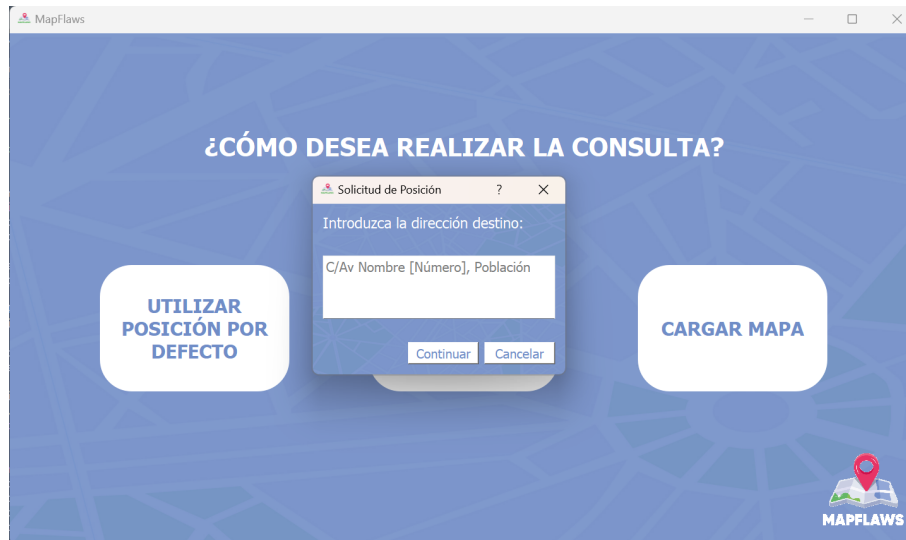 MapFlaws
¿CÓMO DESEA REALIZAR LA CONSULTA?
Solicitud de Posición
?
Introduzca la dirección destino:
C/Av Nombre [Número], Población
Continuar
Cancelar
UTILIZAR
POSICIÓN POR
DEFECTO
CARGAR MAPA
MAPFLAWS